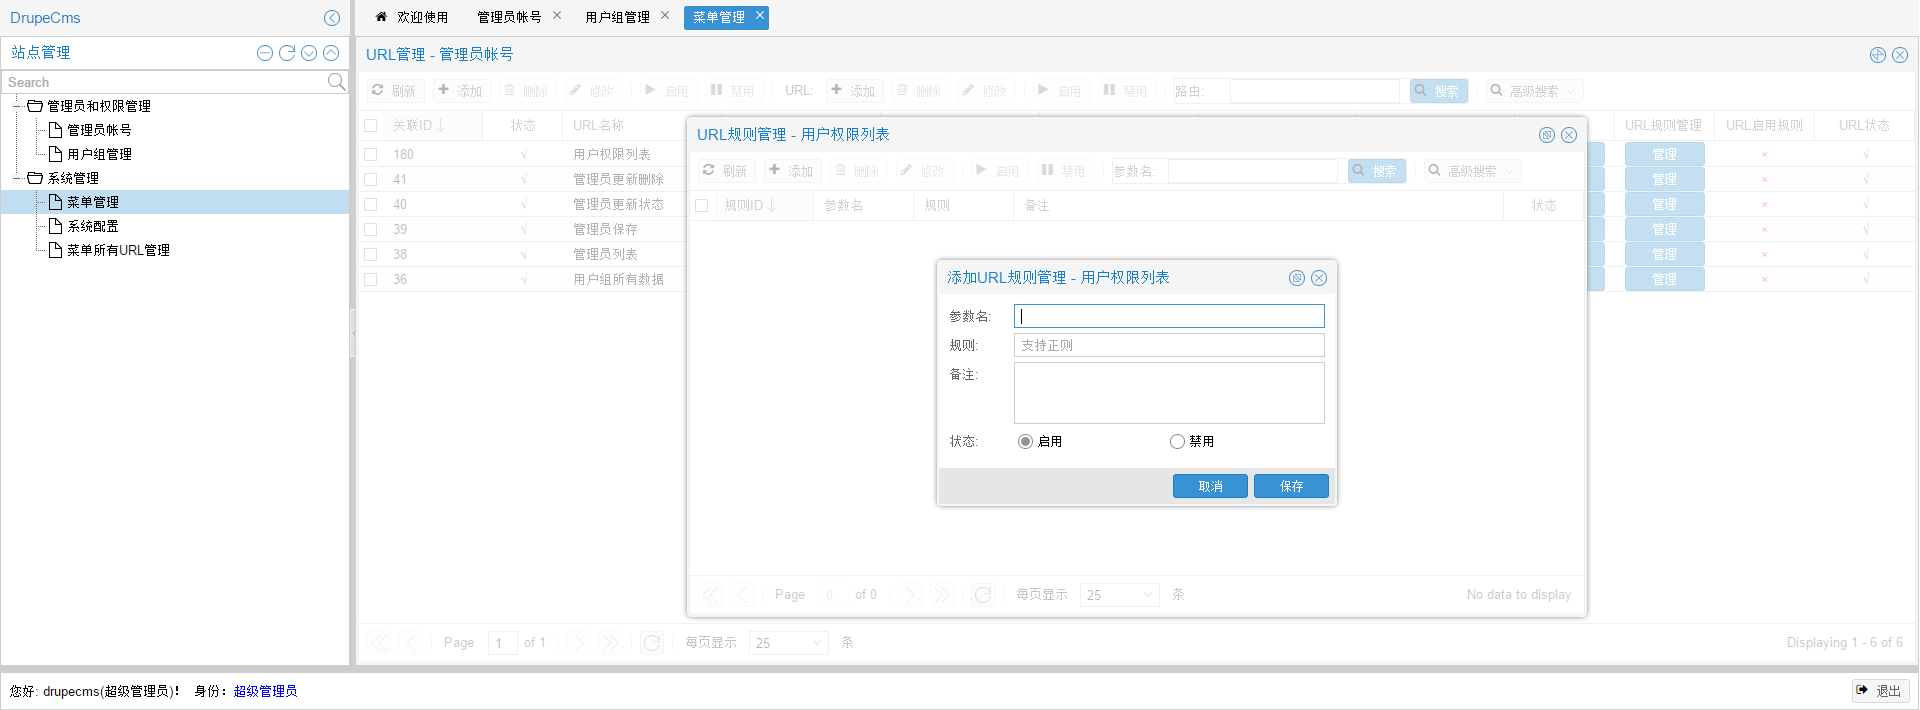 DrupeCms
欢迎使用 管理员帐号 用户组管理 菜单管理
站点管理
Search
管理员和权限管理
管理员帐号
用户组管理
系统管理
菜单管理
系统配置
菜单所有URL管理
URL管理 - 管理员帐号
刷新 添加 删除 修改 启用 禁用 URL: 添加 删除 修改 启用 禁用 路由: 搜索 高级搜索
关联ID 状态 URL名称 URL规则管理 URL启用规则 URL状态
180 √ 用户权限列表 管理 × √
41 √ 管理员更新删除 管理 × √
40 √ 管理员更新状态 管理 × √
39 √ 管理员保存 管理 × √
38 √ 管理员列表 管理 × √
36 √ 用户组所有数据 管理 × √
URL规则管理 - 用户权限列表
刷新 添加 删除 修改 启用 禁用 参数名: 搜索 高级搜索
规则ID 参数名 规则 备注 状态
添加URL规则管理 - 用户权限列表
参数名:
规则: 支持正则
备注:
状态: 启用 禁用
取消 保存
Page 0 of 0 每页显示 25 条 No data to display
Page 1 of 1 每页显示 25 条 Displaying 1 - 6 of 6
您好: drupecms(超级管理员)! 身份: 超级管理员 退出